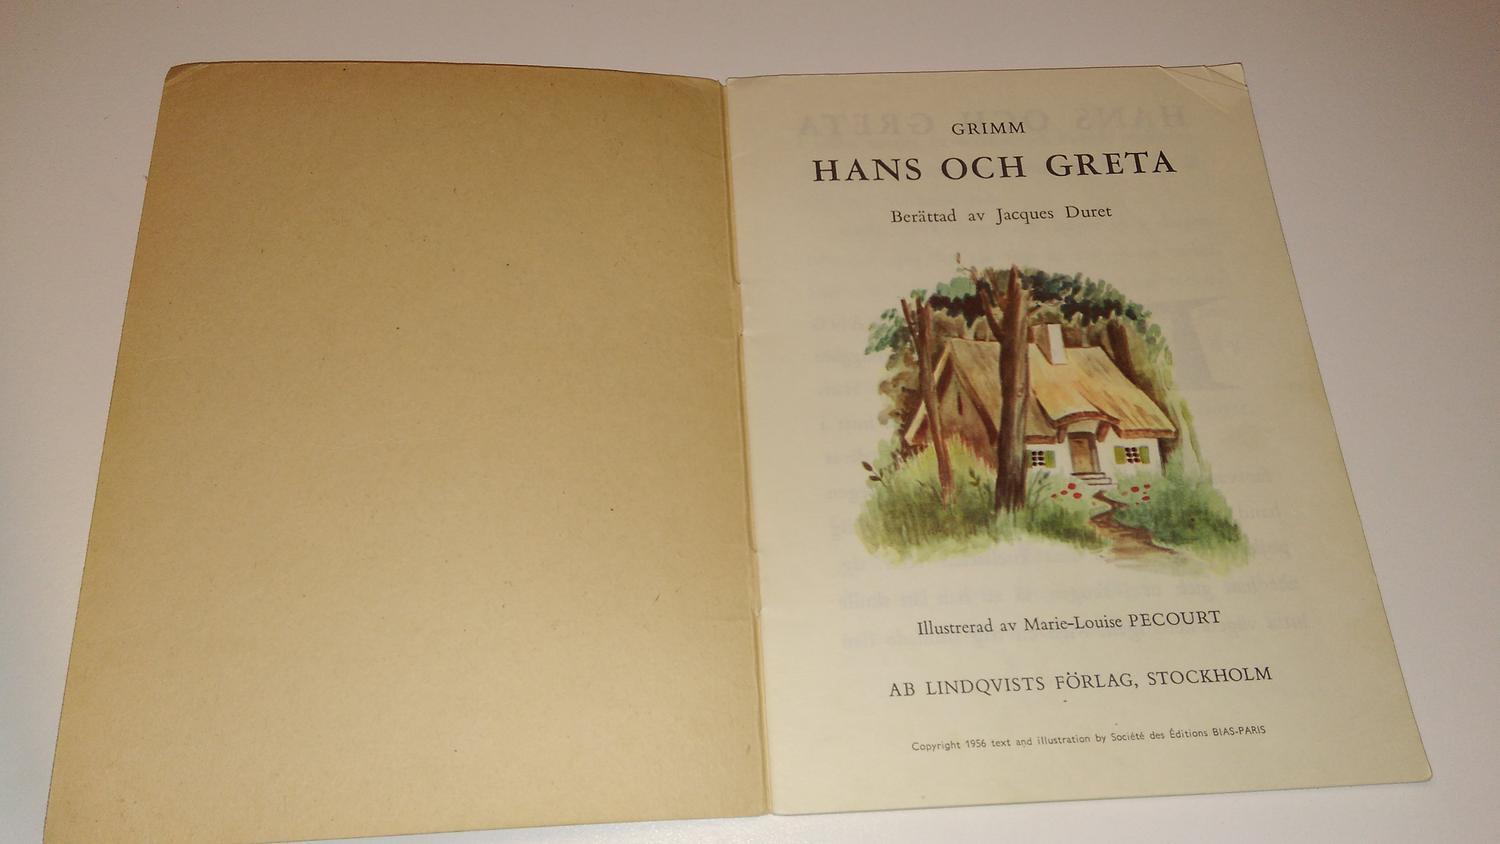 GRIMM
HANS OCH GRETA
Berättad av Jacques Duret
Illustrerad av Marie-Louise PECOURT
AB LINDQVISTS FÖRLAG, STOCKHOLM
Copyright 1956 text and illustration by Société des Éditions BIAS-PARIS